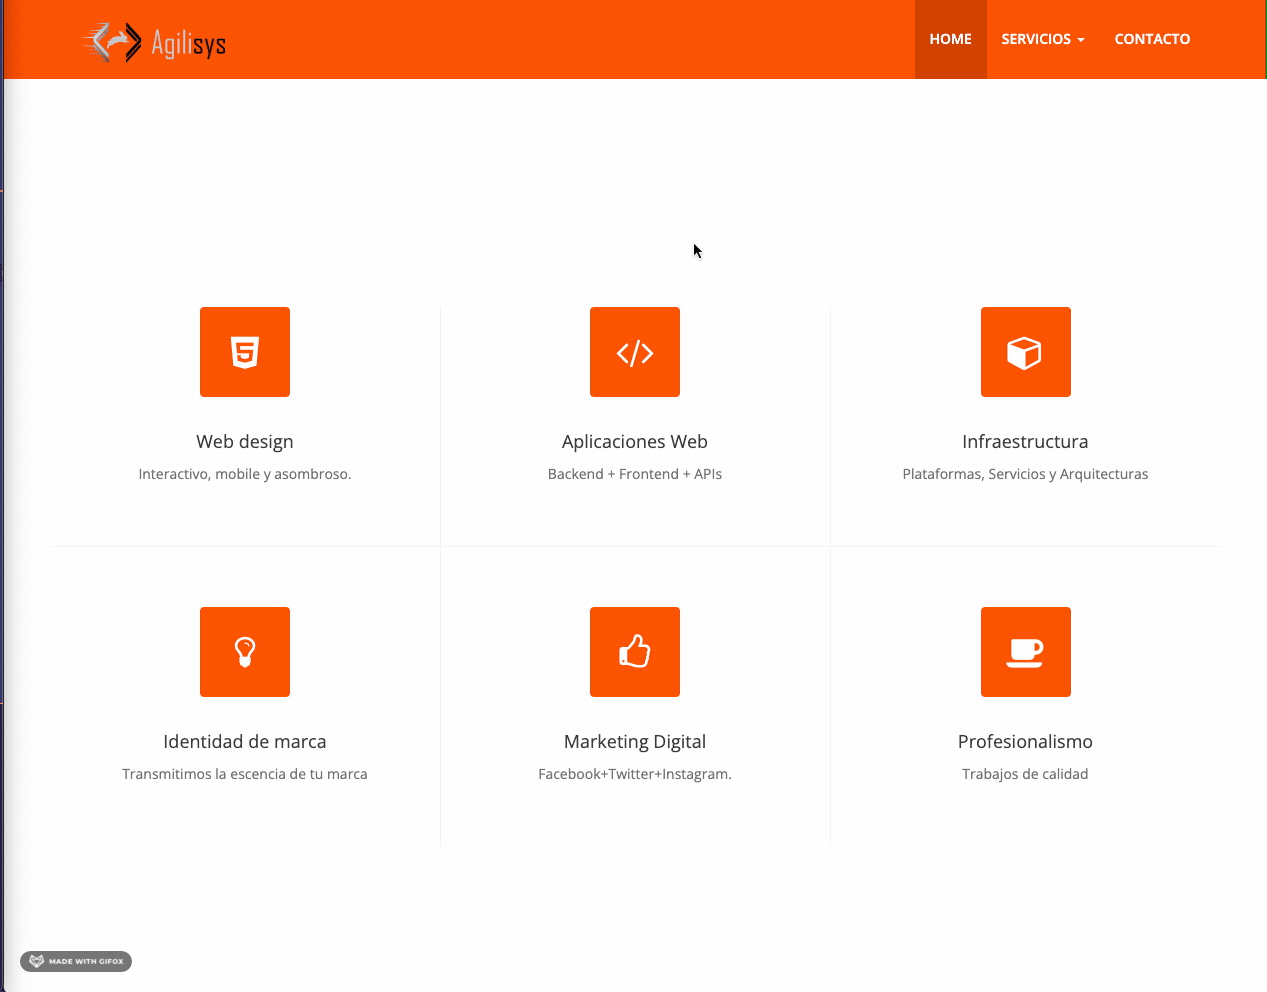 Agilisys
HOME SERVICIOS CONTACTO
Web design
Interactivo, mobile y asombroso.
Aplicaciones Web
Backend + Frontend + APIs
Infraestructura
Plataformas, Servicios y Arquitecturas
Identidad de marca
Transmitimos la escencia de tu marca
Marketing Digital
Facebook+Twitter+Instagram.
Profesionalismo
Trabajos de calidad
MADE WITH GIFOX